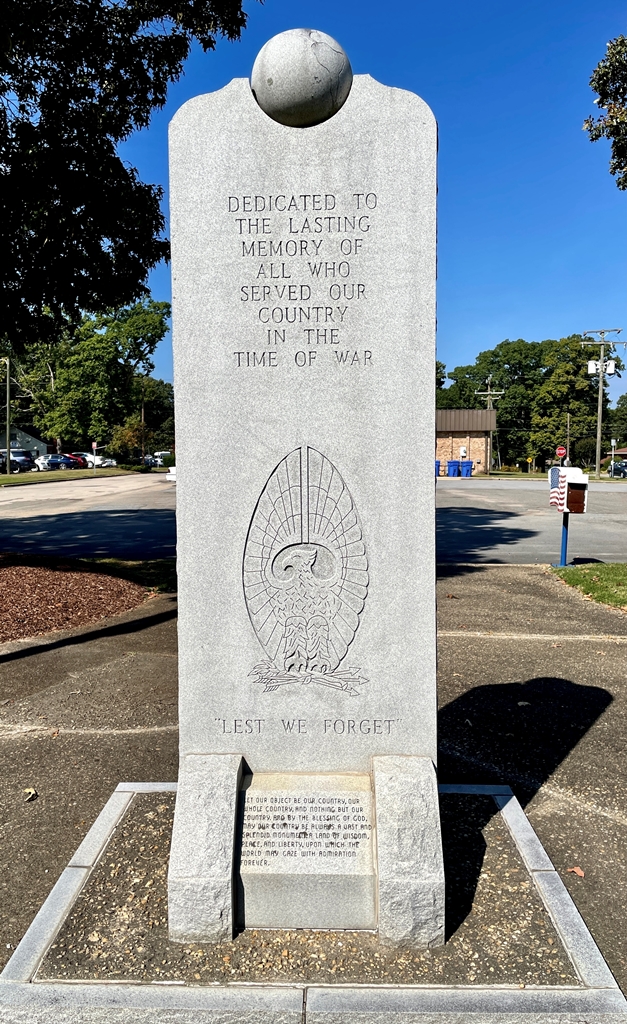 DEDICATED TO
THE LASTING
MEMORY OF
ALL WHO
SERVED OUR
COUNTRY
IN THE
TIME OF WAR
"LEST WE FORGET"
LET OUR OBJECT BE OUR COUNTRY, OUR
WHOLE COUNTRY, AND NOTHING BUT OUR
COUNTRY, AND BY THE BLESSING OF GOD,
MAY OUR COUNTRY BE ALWAYS A VAST AND
SPLENDID MONUMENT, A LAND OF WISDOM,
PEACE, AND LIBERTY, UPON WHICH THE
WORLD MAY GAZE WITH ADMIRATION
FOREVER.